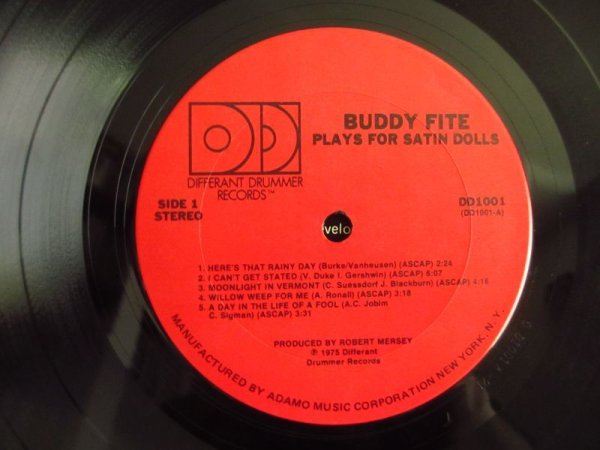 BUDDY FITE
PLAYS FOR SATIN DOLLS
DIFFERANT DRUMMER
RECORDS™
SIDE 1
STEREO
DD1001
(DD1001-A)
velo
1. HERE'S THAT RAINY DAY (Burke/Vanheusen) (ASCAP) 2:24
2. I CAN'T GET STATED (V. Duke I. Gershwin) (ASCAP) 5:07
3. MOONLIGHT IN VERMONT (C. Suessdorf J. Blackburn) (ASCAP) 4:16
4. WILLOW WEEP FOR ME (A. Ronall) (ASCAP) 3:18
5. A DAY IN THE LIFE OF A FOOL (A.C. Jobim
C. Sigman) (ASCAP) 3:31
PRODUCED BY ROBERT MERSEY
℗ 1975 Differant
Drummer Records
MANUFACTURED BY ADAMO MUSIC CORPORATION NEW YORK, N.Y.